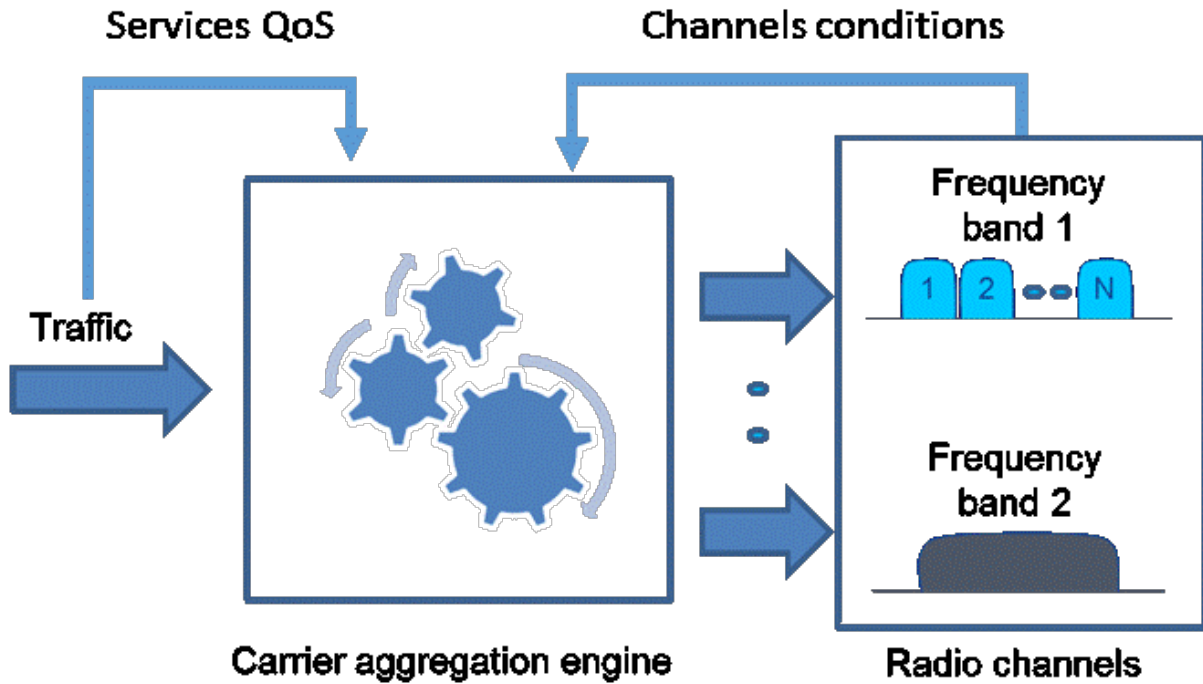 Services QoS
Channels conditions
Traffic
Frequency
band 1
1 2 N
Frequency
band 2
Carrier aggregation engine
Radio channels